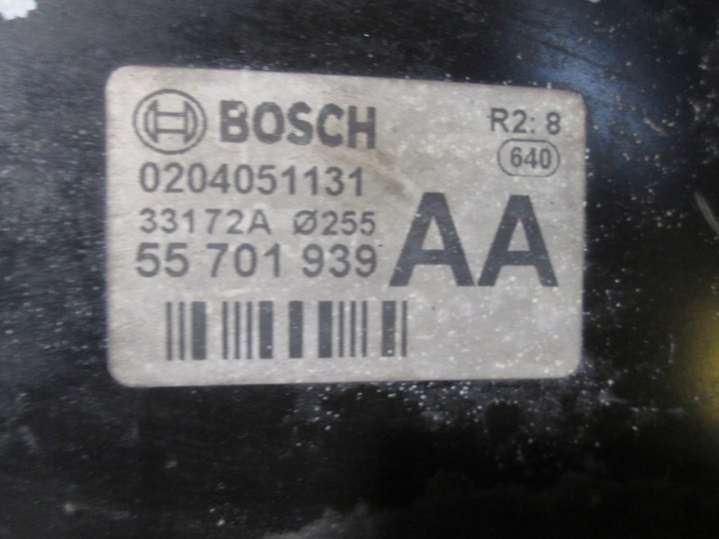 BOSCH R2: 8
0204051131 640
33172A Ø255
55 701 939 AA